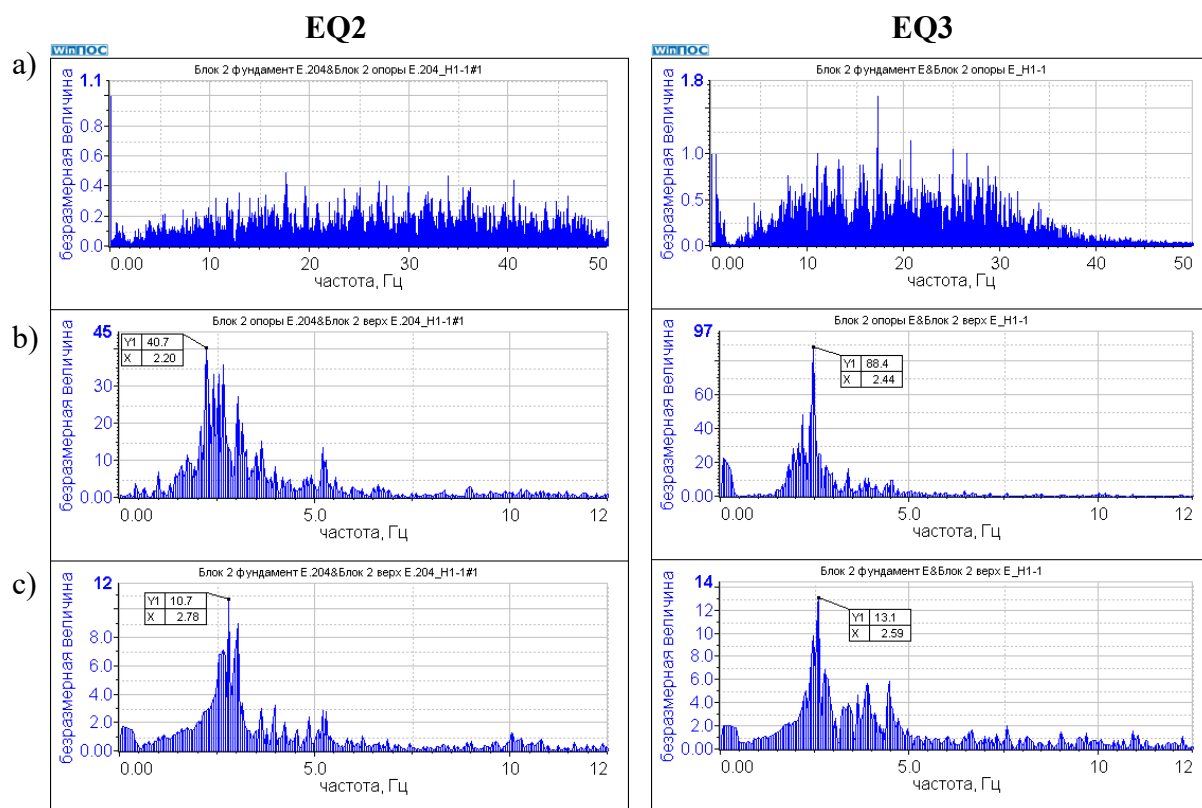 EQ2
EQ3
a)
WinПОС
Блок 2 фундамент E.204&Блок 2 опоры E.204_H1-1#1
безразмерная величина
1.1
0.8
0.6
0.4
0.2
0.0
0.00 10 20 30 40 50
частота, Гц
WinПОС
Блок 2 фундамент E&Блок 2 опоры E_H1-1
безразмерная величина
1.8
1.0
0.5
0.0
0.00 10 20 30 40 50
частота, Гц
b)
Блок 2 опоры E.204&Блок 2 верх E.204_H1-1#1
безразмерная величина
45
30
20
10
0.00
Y1 40.7
X 2.20
0.00 5.0 10 12
частота, Гц
Блок 2 опоры E&Блок 2 верх E_H1-1
безразмерная величина
97
60
40
20
0.00
Y1 88.4
X 2.44
0.00 5.0 10 12
частота, Гц
c)
Блок 2 фундамент E.204&Блок 2 верх E.204_H1-1#1
безразмерная величина
12
8.0
6.0
4.0
2.0
0.00
Y1 10.7
X 2.78
0.00 5.0 10 12
частота, Гц
Блок 2 фундамент E&Блок 2 верх E_H1-1
безразмерная величина
14
10
8.0
6.0
4.0
2.0
0.00
Y1 13.1
X 2.59
0.00 5.0 10 12
частота, Гц